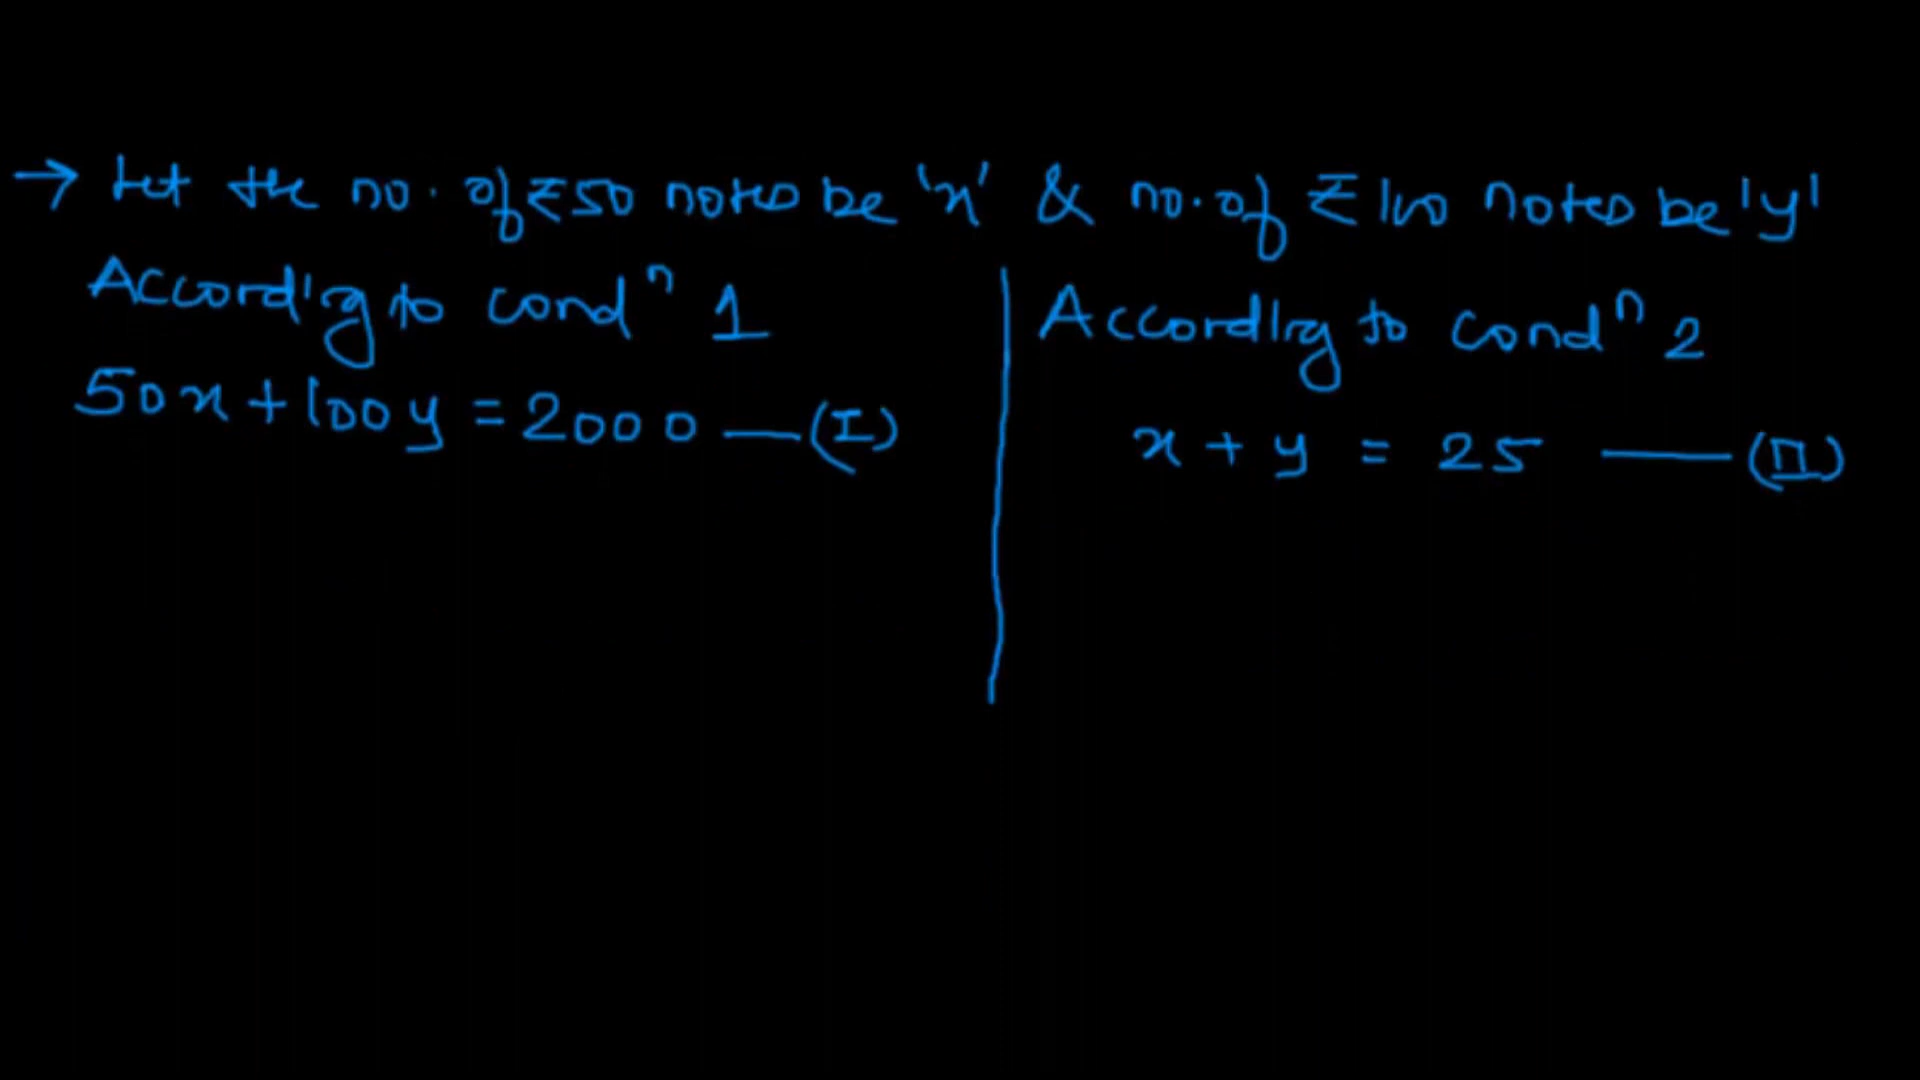 → Let the no. of ₹50 notes be 'x' & no. of ₹100 notes be 'y'
According to condⁿ 1
50x+100y=2000 —(I)
According to condⁿ 2
x + y = 25 —(II)